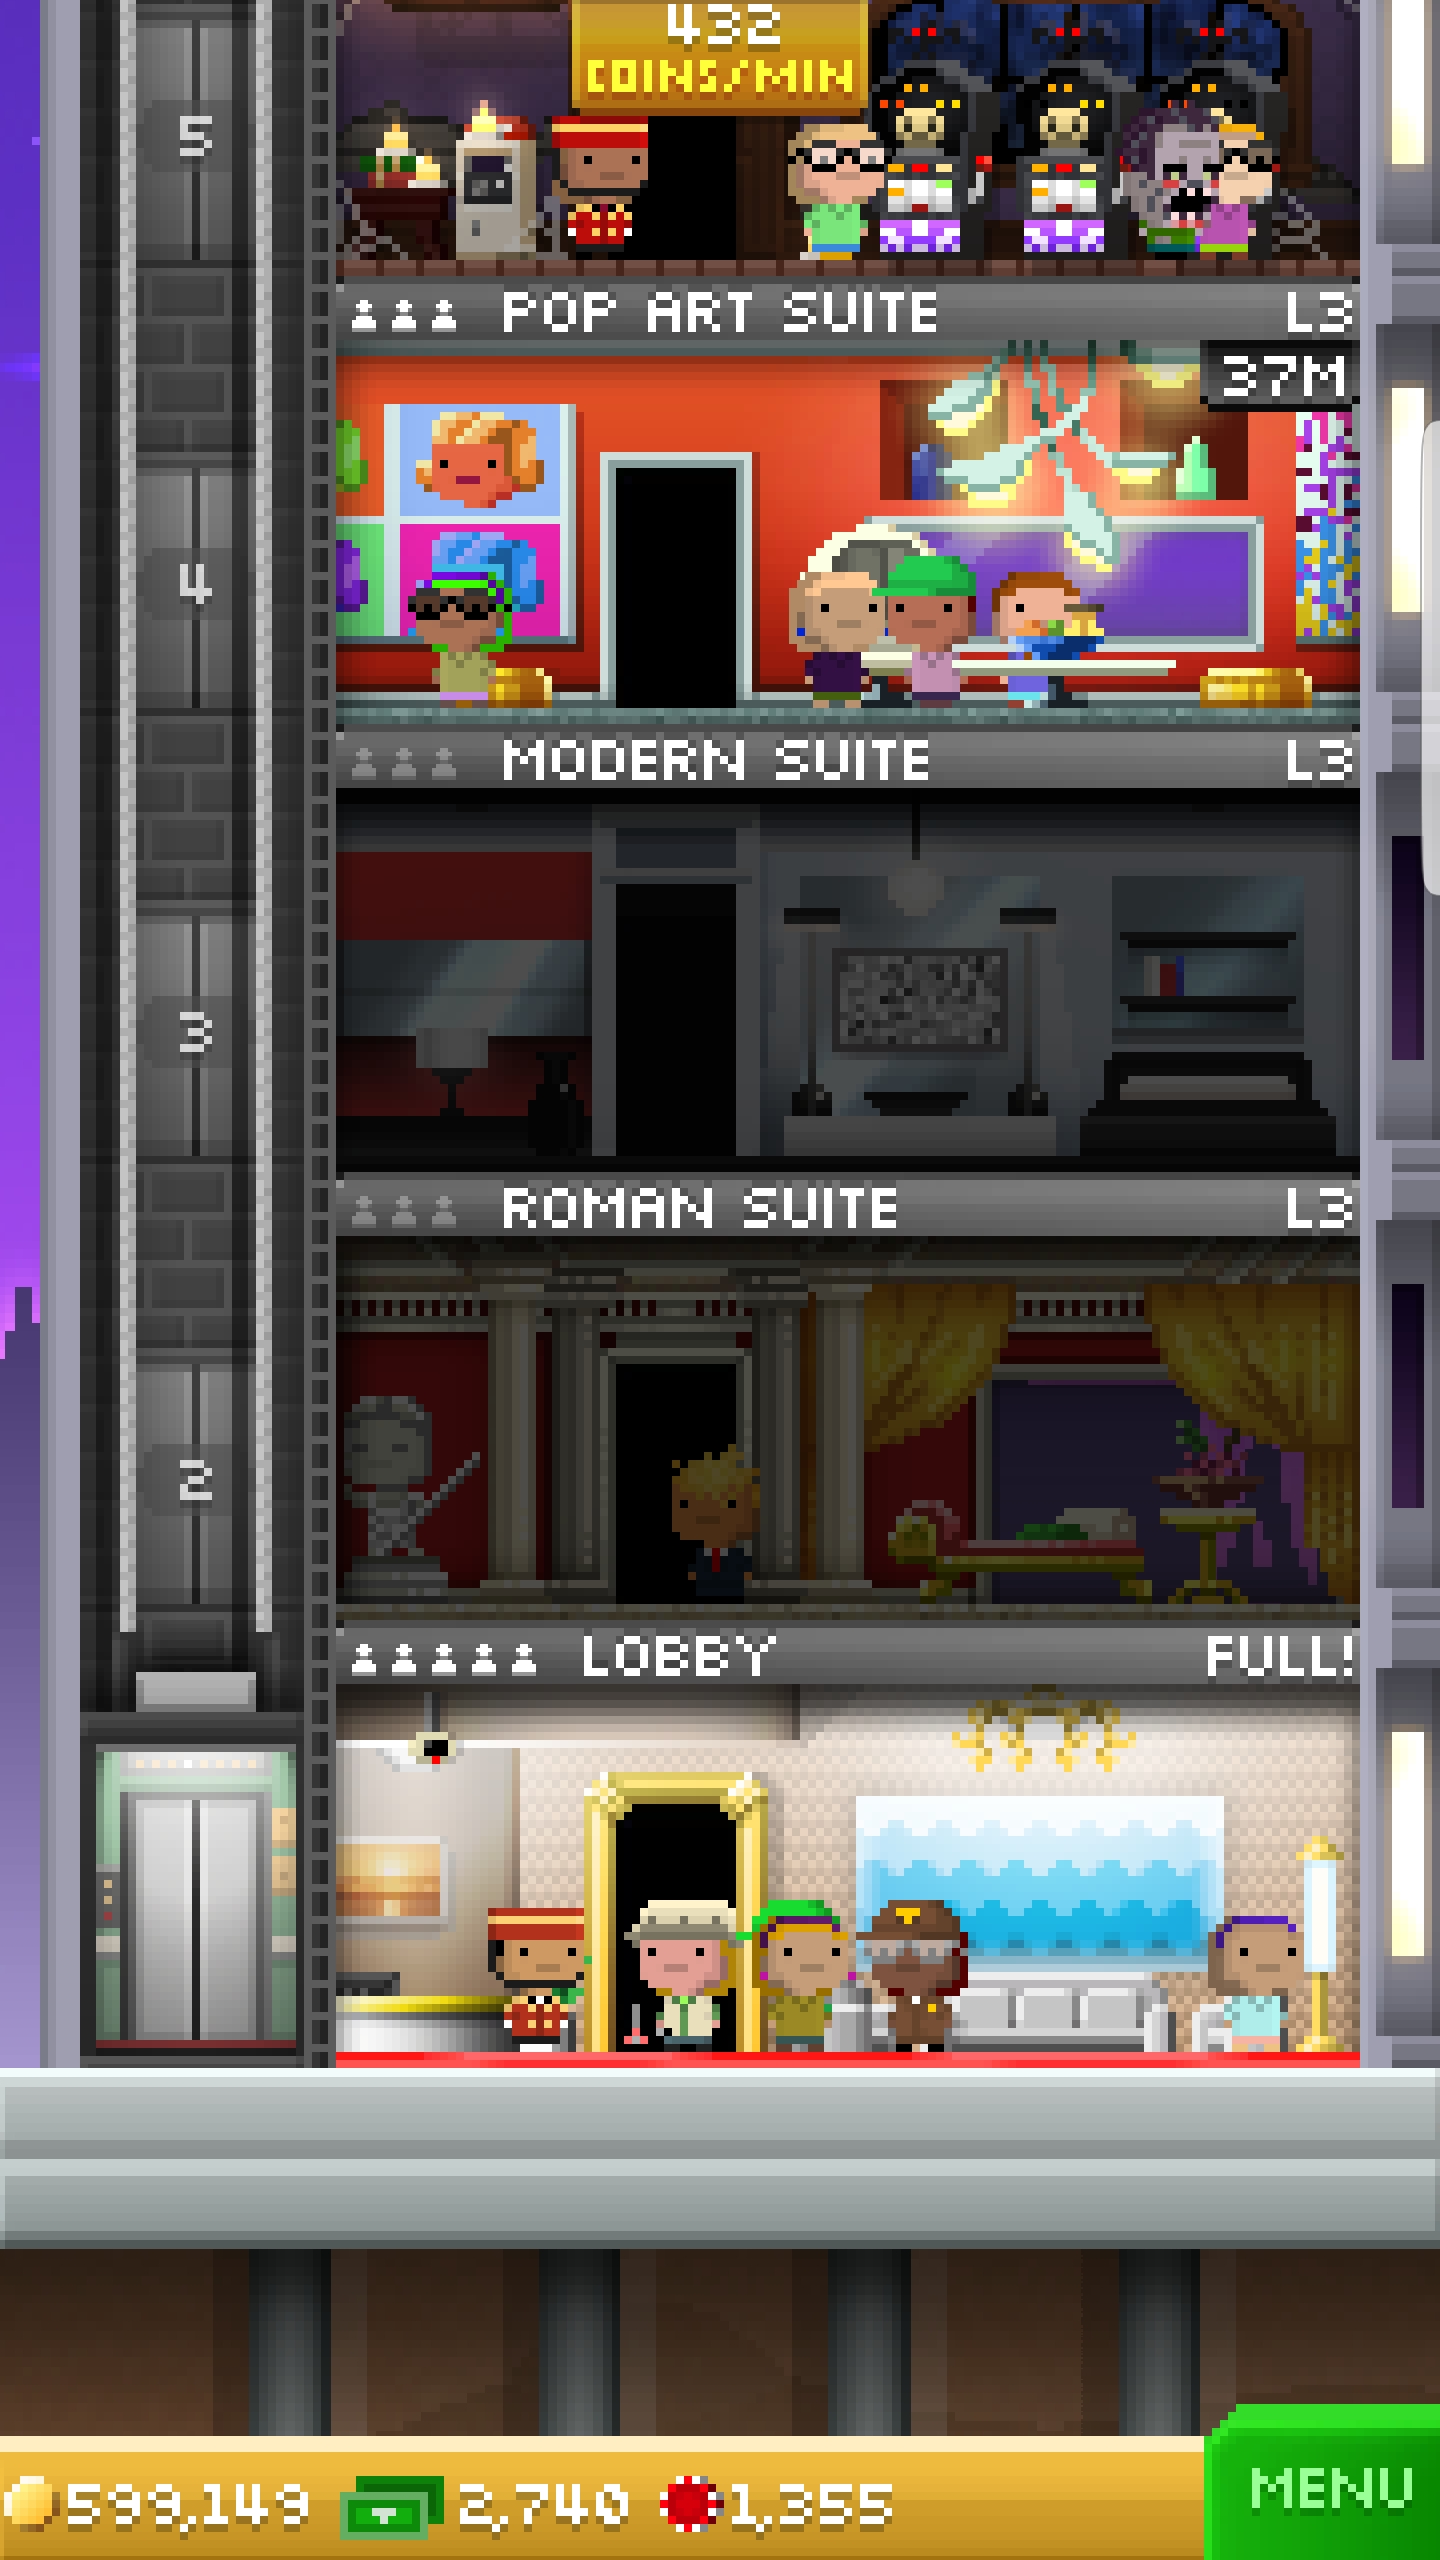 432
COINS/MIN
5
POP ART SUITE L3
37M
4
MODERN SUITE L3
3
ROMAN SUITE L3
2
LOBBY FULL!
599,149 2,740 1,355
MENU